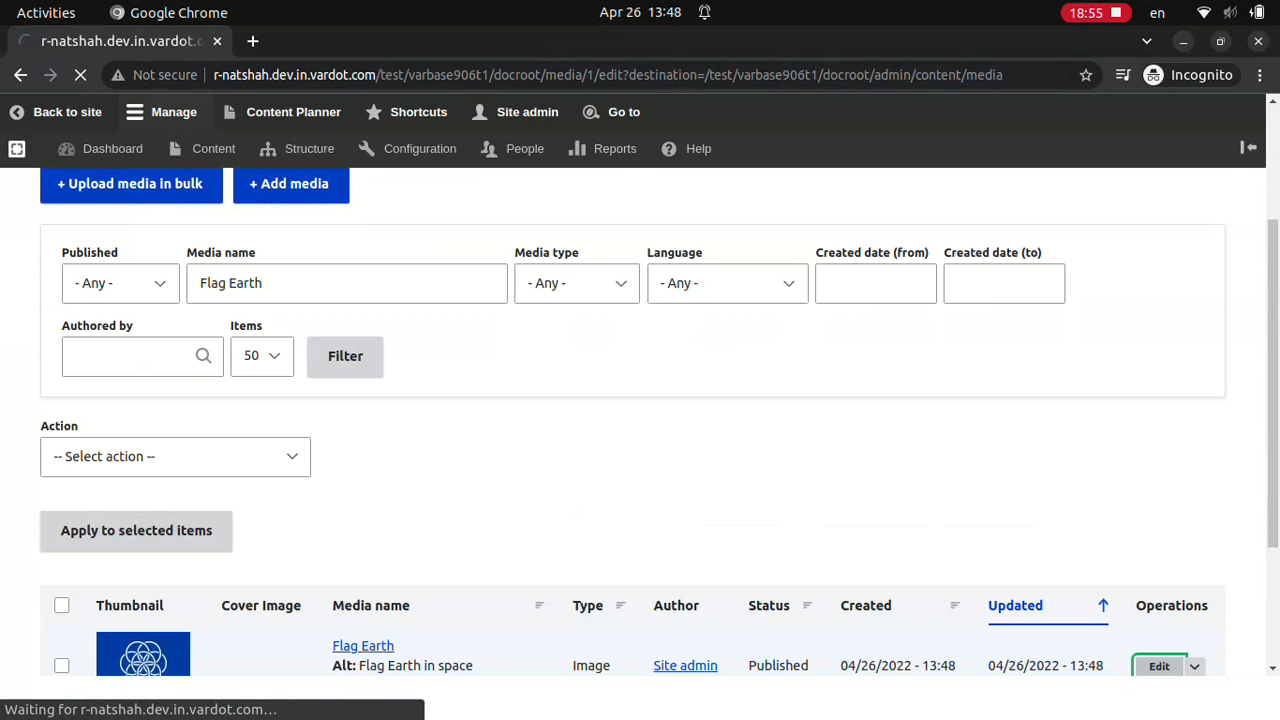 Activities Google Chrome Apr 26 13:48 18:55 en
r-natshah.dev.in.vardot.c
Not secure r-natshah.dev.in.vardot.com/test/varbase906t1/docroot/media/1/edit?destination=/test/varbase906t1/docroot/admin/content/media Incognito
Back to site Manage Content Planner Shortcuts Site admin Go to
Dashboard Content Structure Configuration People Reports Help
+ Upload media in bulk + Add media
Published Media name Media type Language Created date (from) Created date (to)
- Any - Flag Earth - Any - - Any -
Authored by Items
50 Filter
Action
-- Select action --
Apply to selected items
Thumbnail Cover Image Media name Type Author Status Created Updated Operations
Flag Earth
Alt: Flag Earth in space Image Site admin Published 04/26/2022 - 13:48 04/26/2022 - 13:48 Edit
Waiting for r-natshah.dev.in.vardot.com...